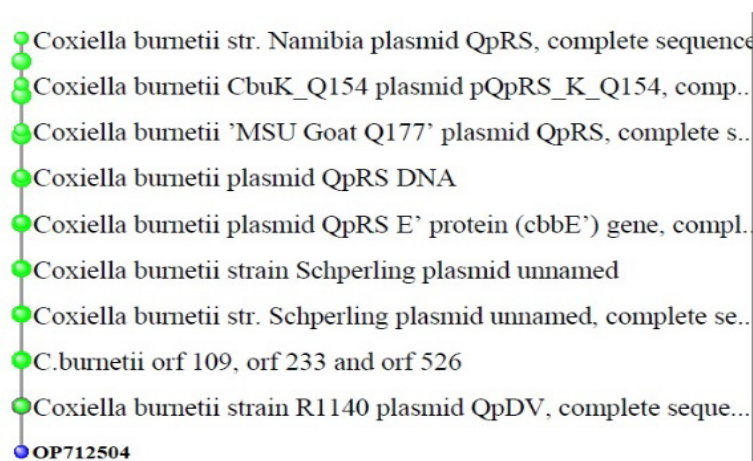 Coxiella burnetii str. Namibia plasmid QpRS, complete sequence
Coxiella burnetii CbuK_Q154 plasmid pQpRS_K_Q154, comp...
Coxiella burnetii 'MSU Goat Q177' plasmid QpRS, complete s...
Coxiella burnetii plasmid QpRS DNA
Coxiella burnetii plasmid QpRS E' protein (cbbE') gene, compl...
Coxiella burnetii strain Schperling plasmid unnamed
Coxiella burnetii str. Schperling plasmid unnamed, complete se...
C.burnetii orf 109, orf 233 and orf 526
Coxiella burnetii strain R1140 plasmid QpDV, complete seque...
OP712504